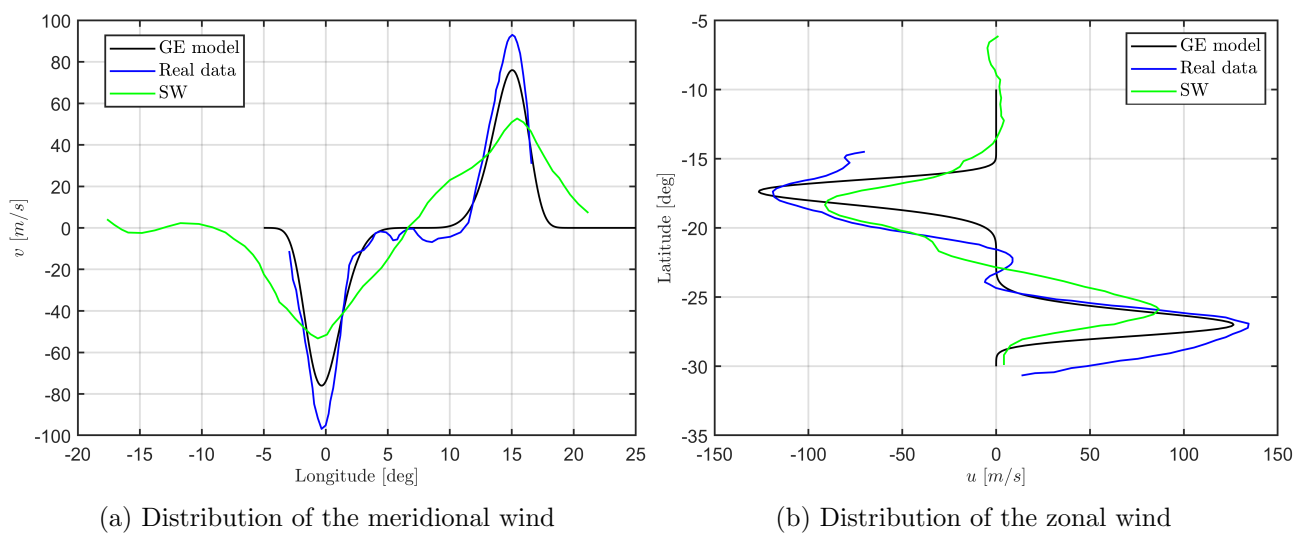 100
80
60
40
20
0
-20
-40
-60
-80
-100
v [m/s]
GE model
Real data
SW
-20 -15 -10 -5 0 5 10 15 20 25
Longitude [deg]
(a) Distribution of the meridional wind
-5
-10
-15
-20
-25
-30
-35
Latitude [deg]
GE model
Real data
SW
-150 -100 -50 0 50 100 150
u [m/s]
(b) Distribution of the zonal wind